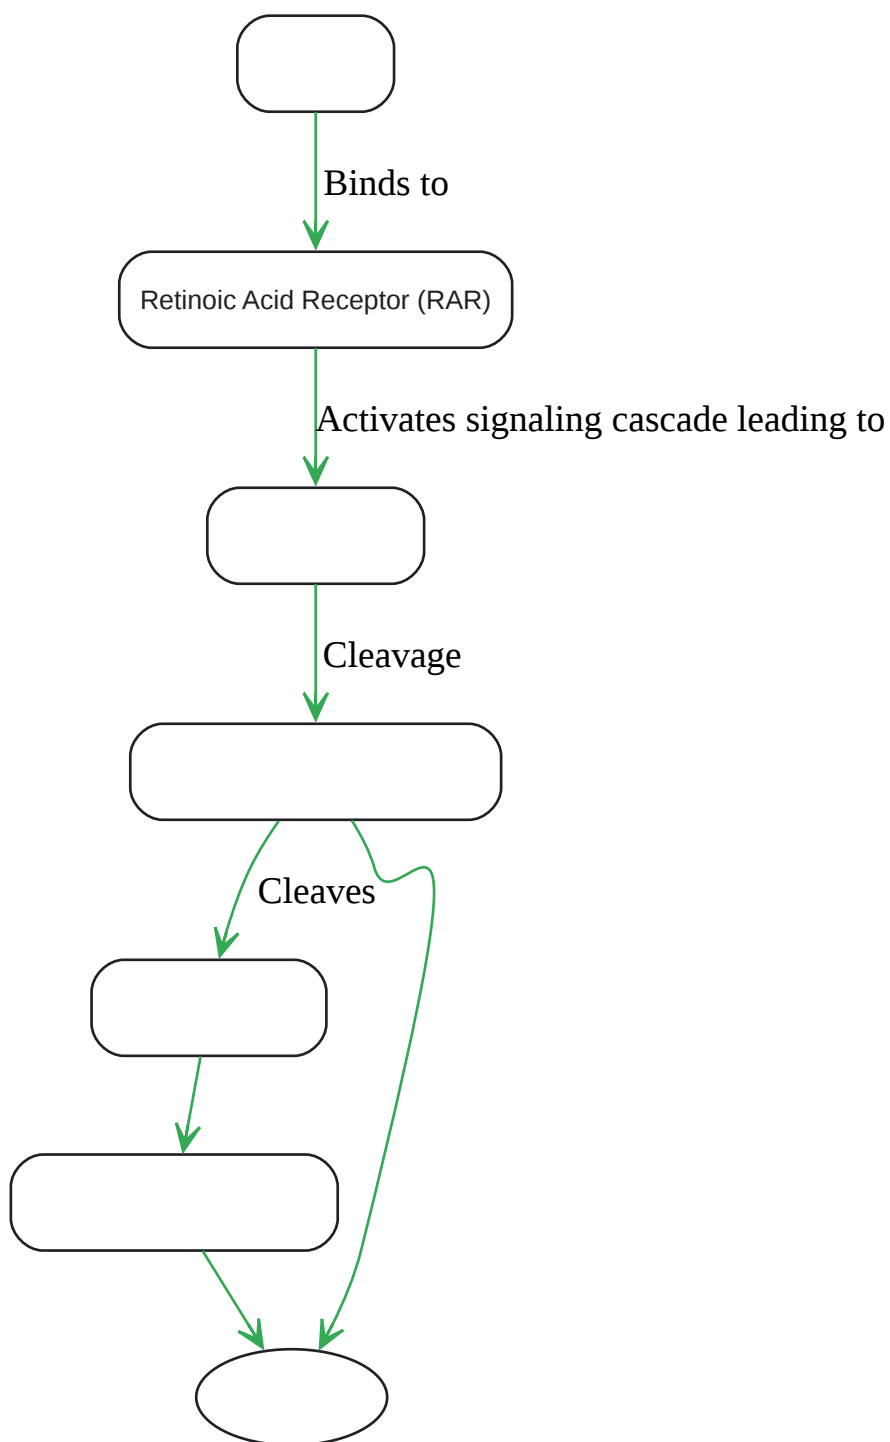 Binds to
Retinoic Acid Receptor (RAR)
Activates signaling cascade leading to
Cleavage
Cleaves